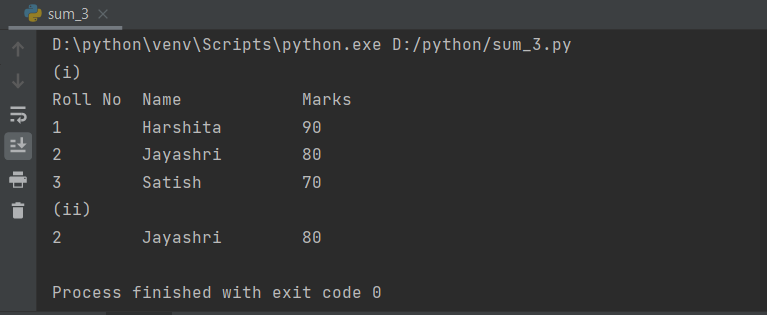 sum_3
D:\python\venv\Scripts\python.exe D:/python/sum_3.py
(i)
Roll No  Name            Marks
1        Harshita        90
2        Jayashri        80
3        Satish          70
(ii)
2        Jayashri        80
Process finished with exit code 0